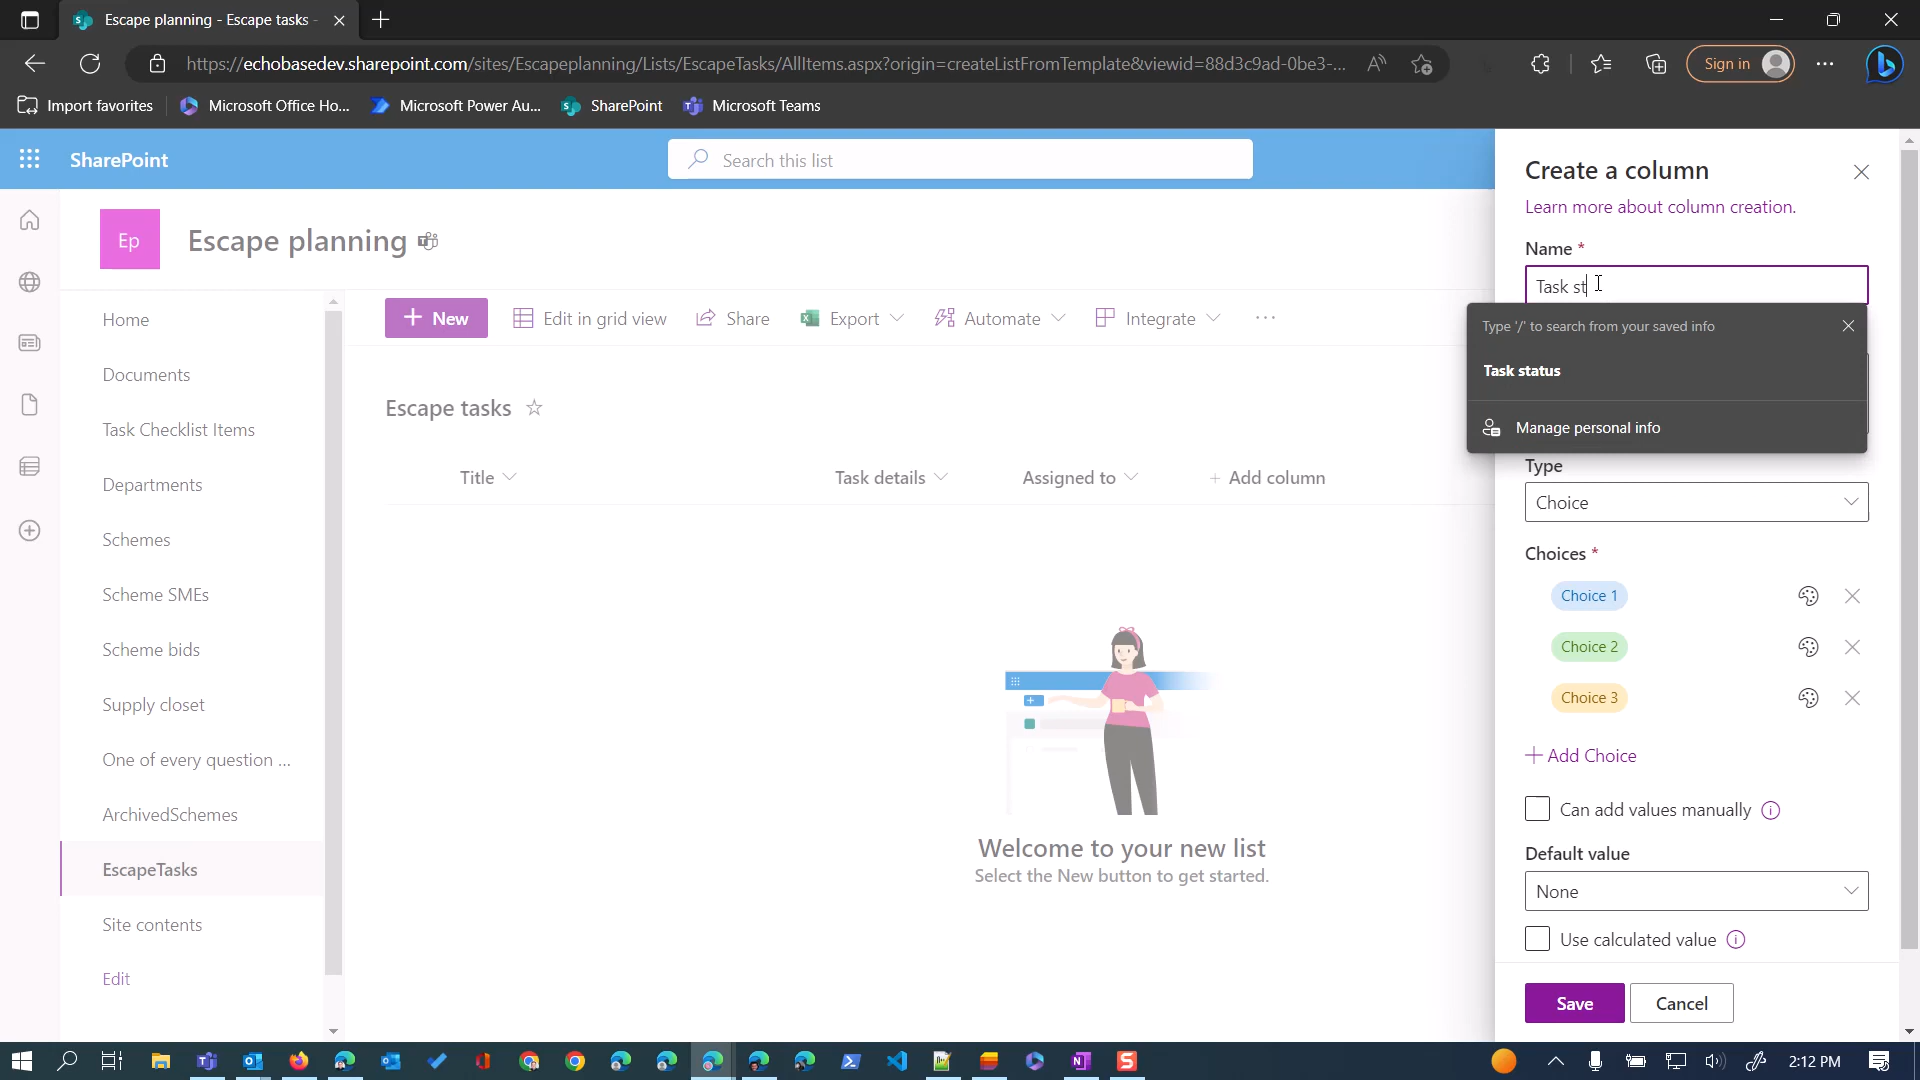 Escape planning - Escape tasks -
https://echobasedev.sharepoint.com/sites/Escapeplanning/Lists/EscapeTasks/AllItems.aspx?origin=createListFromTemplate&viewid=88d3c9ad-0be3-...
Sign in
Import favorites
Microsoft Office Ho...
Microsoft Power Au...
SharePoint
Microsoft Teams
SharePoint
Search this list
Ep
Escape planning
Home
Documents
Task Checklist Items
Departments
Schemes
Scheme SMEs
Scheme bids
Supply closet
One of every question ...
ArchivedSchemes
EscapeTasks
Site contents
Edit
New
Edit in grid view
Share
Export
Automate
Integrate
Escape tasks
Title
Task details
Assigned to
+ Add column
Welcome to your new list
Select the New button to get started.
Create a column
Learn more about column creation.
Name *
Task st
Type '/' to search from your saved info
Task status
Manage personal info
Type
Choice
Choices *
Choice 1
Choice 2
Choice 3
+ Add Choice
Can add values manually
Default value
None
Use calculated value
Save
Cancel
2:12 PM